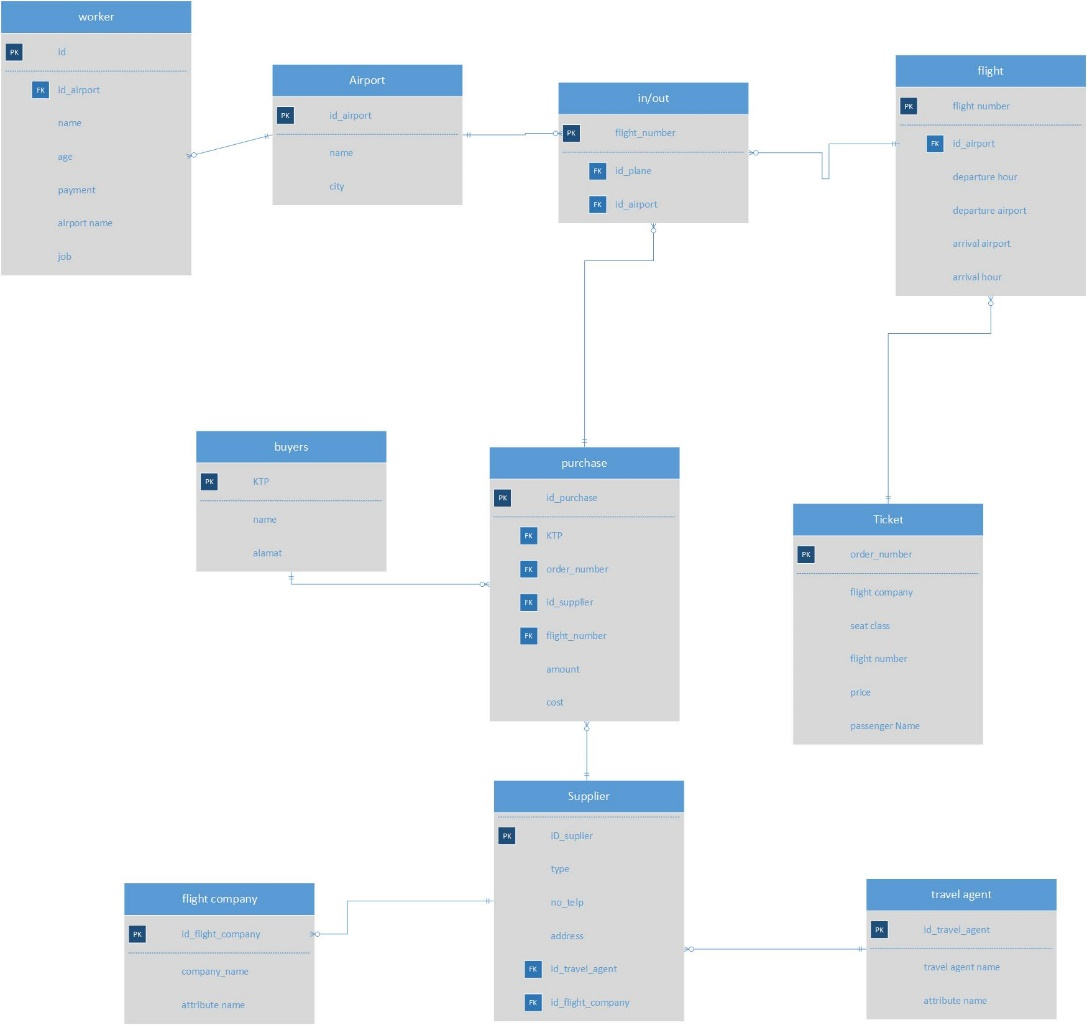 worker
PK id
FK id_airport
name
age
payment
airport name
job
Airport
PK id_airport
name
city
in/out
PK flight_number
FK id_plane
FK id_airport
flight
PK flight number
FK id_airport
departure hour
departure airport
arrival airport
arrival hour
buyers
PK KTP
name
alamat
purchase
PK id_purchase
FK KTP
FK order_number
FK id_supplier
FK flight_number
amount
cost
Ticket
PK order_number
flight company
seat class
flight number
price
passenger Name
Supplier
PK ID_suplier
type
no_telp
address
FK id_travel_agent
FK id_flight_company
flight company
PK id_flight_company
company_name
attribute name
travel agent
PK id_travel_agent
travel agent name
attribute name